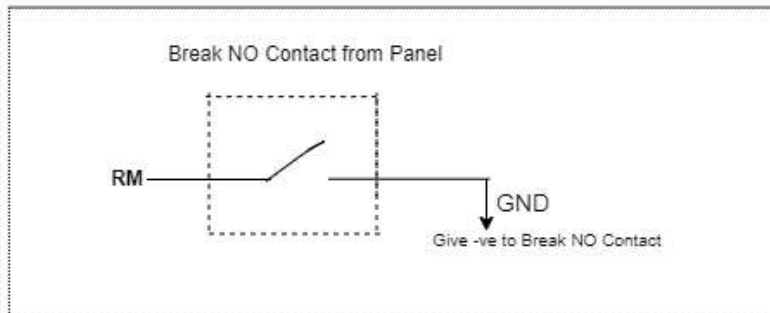 Break NO Contact from Panel
RM
GND
Give -ve to Break NO Contact